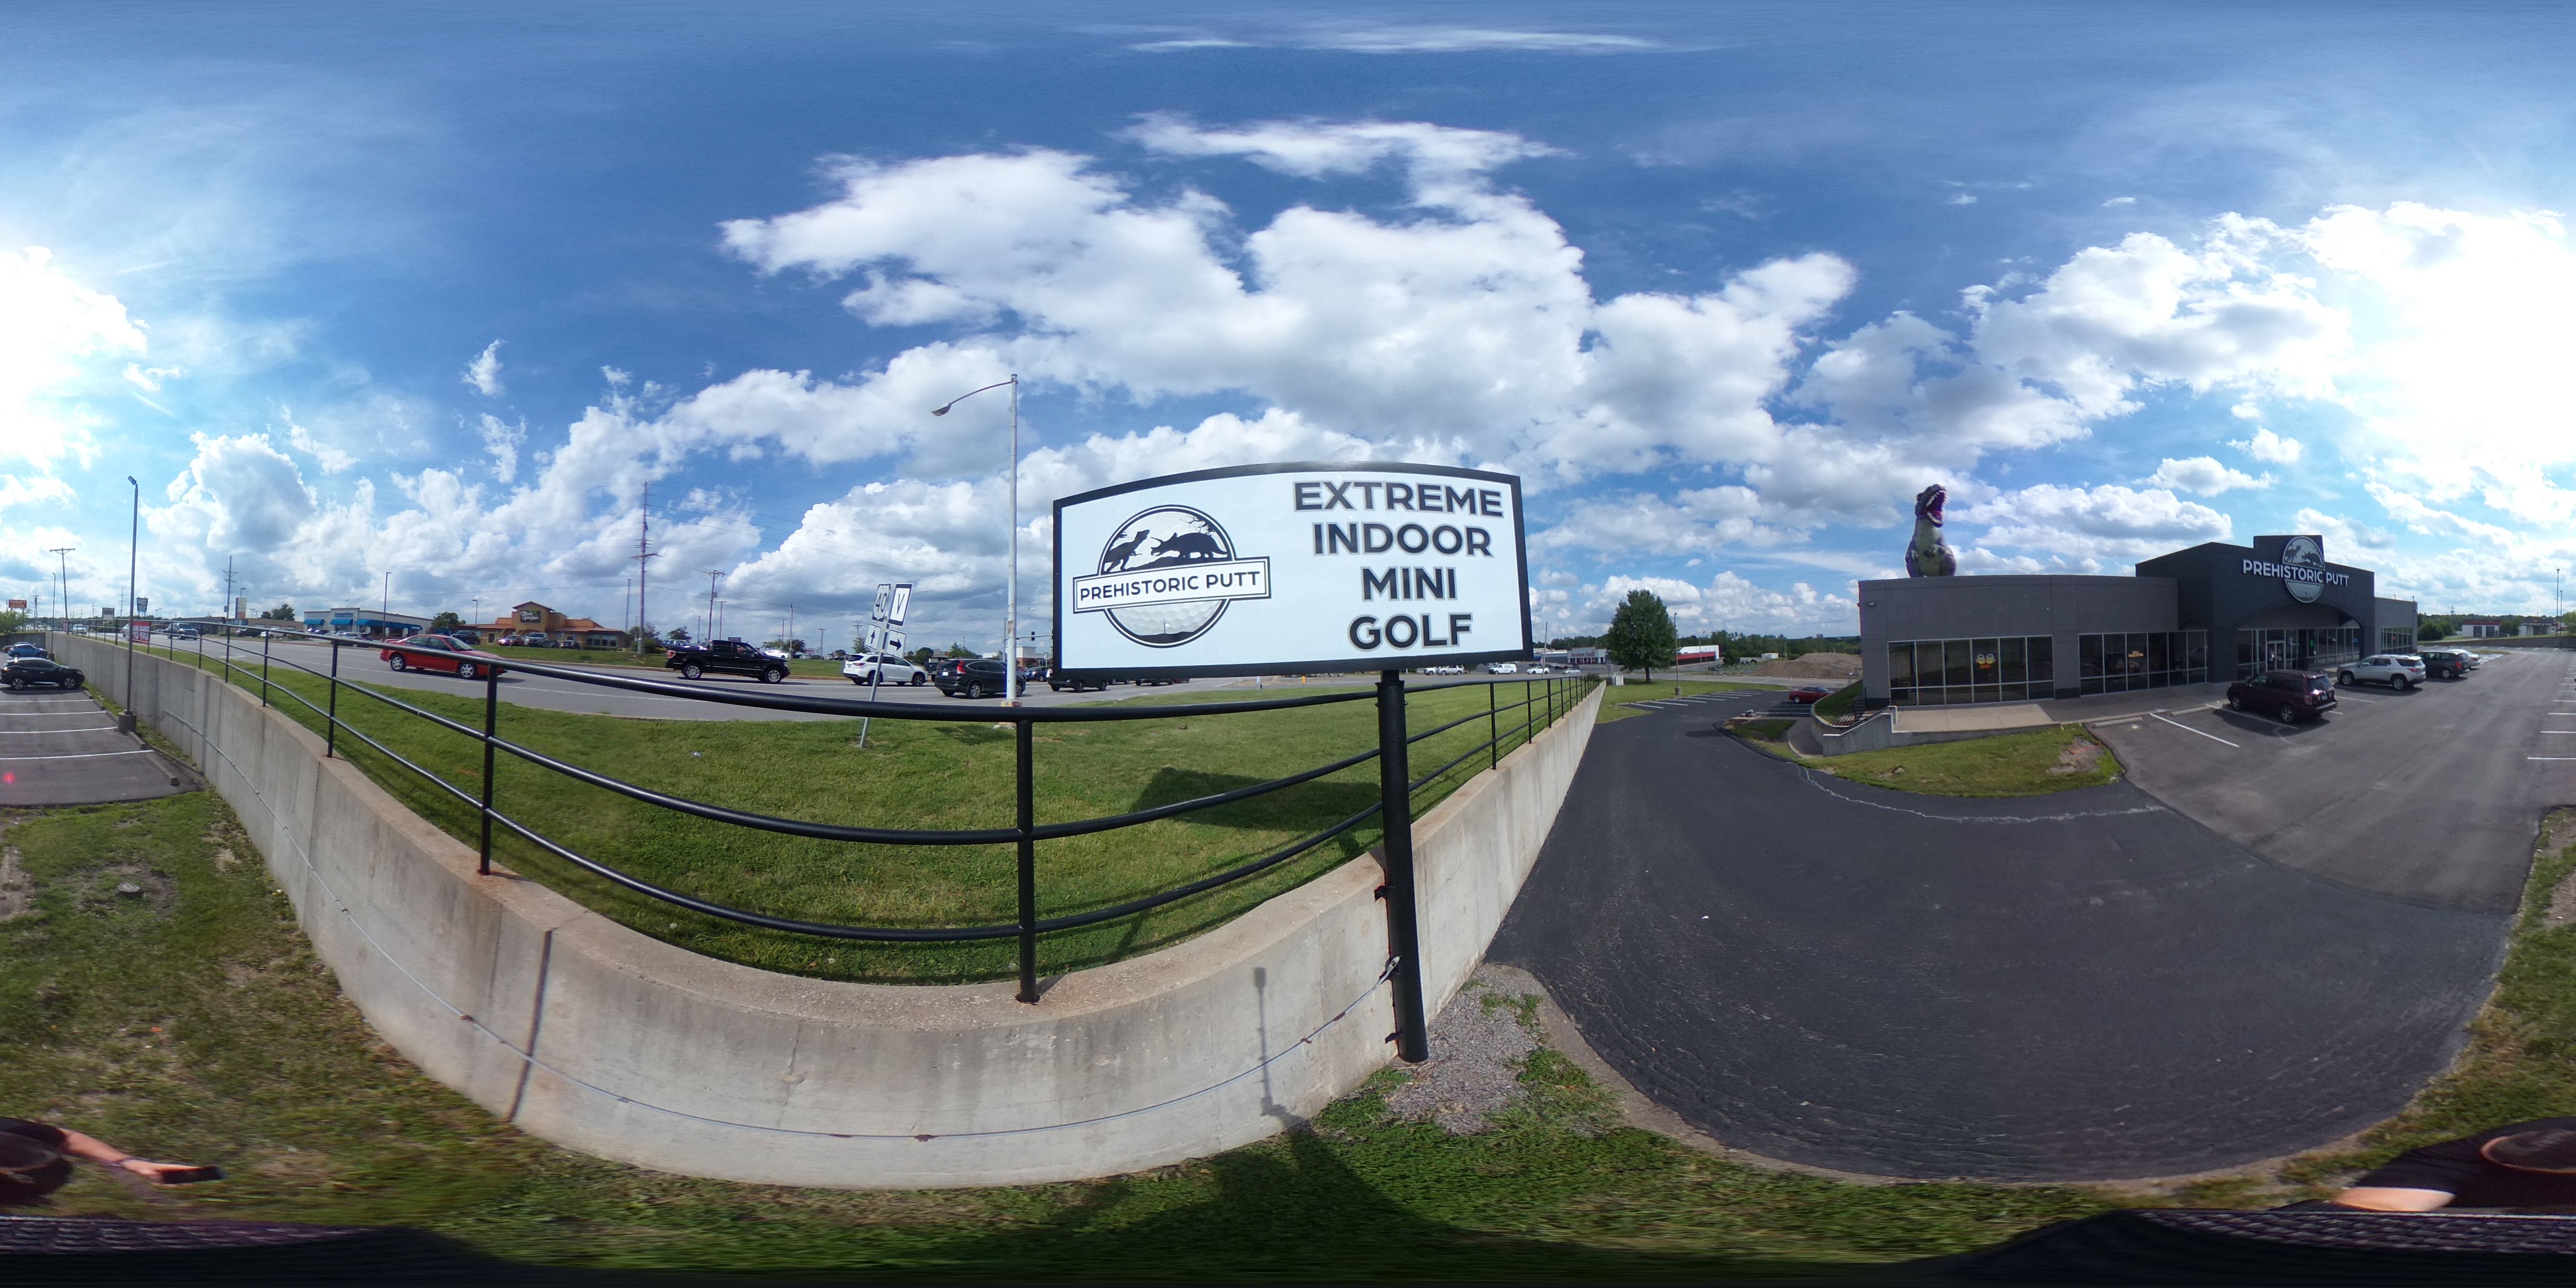 PREHISTORIC PUTT
EXTREME
INDOOR
MINI
GOLF
40
V
PREHISTORIC PUTT